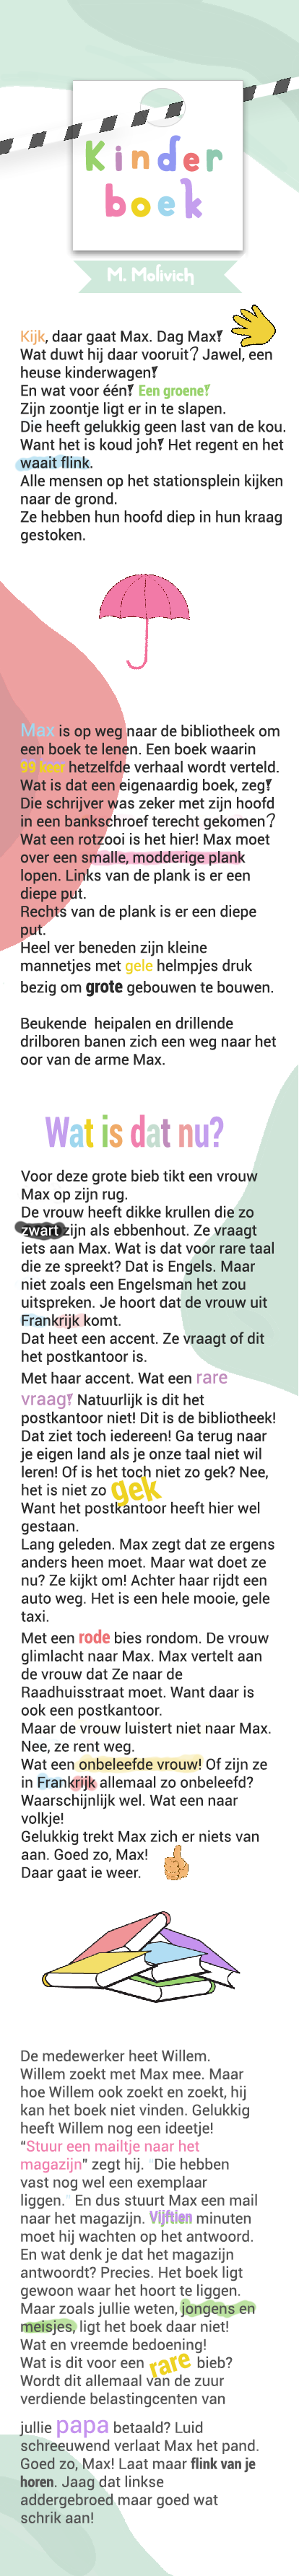 Kinder
boek
M. Molivich
Kijk, daar gaat Max. Dag Max!
Wat duwt hij daar vooruit? Jawel, een
heuse kinderwagen!
En wat voor één! Een groene!
Zijn zoontje ligt er in te slapen.
Die heeft gelukkig geen last van de kou.
Want het is koud joh! Het regent en het
waait flink.
Alle mensen op het stationsplein kijken
naar de grond.
Ze hebben hun hoofd diep in hun kraag
gestoken.
Max is op weg naar de bibliotheek om
een boek te lenen. Een boek waarin
99 keer hetzelfde verhaal wordt verteld.
Wat is dat een eigenaardig boek, zeg!
Die schrijver was zeker met zijn hoofd
in een bankschroef terecht gekomen?
Wat een rotzooi is het hier! Max moet
over een smalle, modderige plank
lopen. Links van de plank is er een
diepe put.
Rechts van de plank is er een diepe
put.
Heel ver beneden zijn kleine
mannetjes met gele helmpjes druk
bezig om grote gebouwen te bouwen.
Beukende heipalen en drillende
drilboren banen zich een weg naar het
oor van de arme Max.
Wat is dat nu?
Voor deze grote bieb tikt een vrouw
Max op zijn rug.
De vrouw heeft dikke krullen die zo
zwart zijn als ebbenhout. Ze vraagt
iets aan Max. Wat is dat voor rare taal
die ze spreekt? Dat is Engels. Maar
niet zoals een Engelsman het zou
uitspreken. Je hoort dat de vrouw uit
Frankrijk komt.
Dat heet een accent. Ze vraagt of dit
het postkantoor is.
Met haar accent. Wat een rare
vraag! Natuurlijk is dit het
postkantoor niet! Dit is de bibliotheek!
Dat ziet toch iedereen! Ga terug naar
je eigen land als je onze taal niet wil
leren! Of is het toch niet zo gek? Nee,
het is niet zo gek
Want het postkantoor heeft hier wel
gestaan.
Lang geleden. Max zegt dat ze ergens
anders heen moet. Maar wat doet ze
nu? Ze kijkt om! Achter haar rijdt een
auto weg. Het is een hele mooie, gele
taxi.
Met een rode bies rondom. De vrouw
glimlacht naar Max. Max vertelt aan
de vrouw dat Ze naar de
Raadhuisstraat moet. Want daar is
ook een postkantoor.
Maar de vrouw luistert niet naar Max.
Nee, ze rent weg.
Wat een onbeleefde vrouw! Of zijn ze
in Frankrijk allemaal zo onbeleefd?
Waarschijnlijk wel. Wat een naar
volkje!
Gelukkig trekt Max zich er niets van
aan. Goed zo, Max!
Daar gaat ie weer.
De medewerker heet Willem.
Willem zoekt met Max mee. Maar
hoe Willem ook zoekt en zoekt, hij
kan het boek niet vinden. Gelukkig
heeft Willem nog een ideetje!
“Stuur een mailtje naar het
magazijn” zegt hij. “Die hebben
vast nog wel een exemplaar
liggen.” En dus stuurt Max een mail
naar het magazijn. Vijftien minuten
moet hij wachten op het antwoord.
En wat denk je dat het magazijn
antwoordt? Precies. Het boek ligt
gewoon waar het hoort te liggen.
Maar zoals jullie weten, jongens en
meisjes, ligt het boek daar niet!
Wat en vreemde bedoening!
Wat is dit voor een rare bieb?
Wordt dit allemaal van de zuur
verdiende belastingcenten van
jullie papa betaald? Luid
schreeuwend verlaat Max het pand.
Goed zo, Max! Laat maar flink van je
horen. Jaag dat linkse
addergebroed maar goed wat
schrik aan!